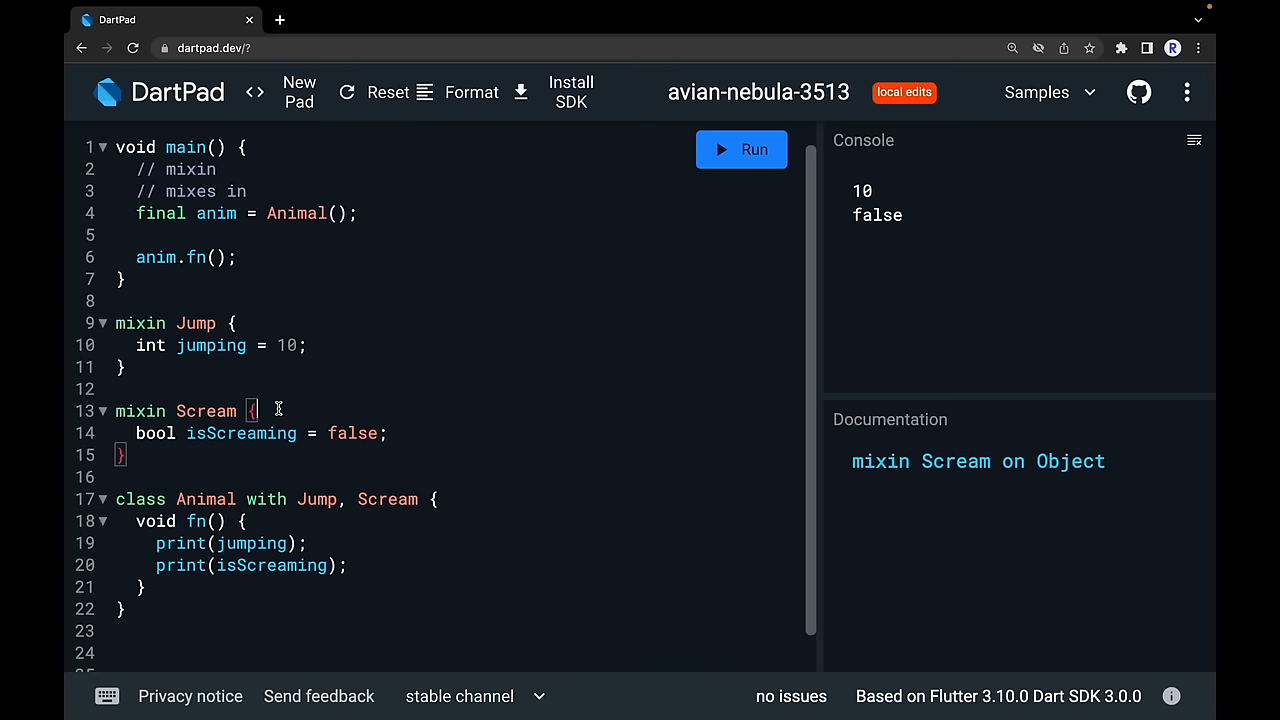 DartPad
dartpad.dev/?
R
DartPad
<> New Pad
Reset
Format
Install SDK
avian-nebula-3513
local edits
Samples
1 void main() {
2 // mixin
3 // mixes in
4 final anim = Animal();
5
6 anim.fn();
7 }
8
9 mixin Jump {
10 int jumping = 10;
11 }
12
13 mixin Scream {
14 bool isScreaming = false;
15 }
16
17 class Animal with Jump, Scream {
18 void fn() {
19 print(jumping);
20 print(isScreaming);
21 }
22 }
23
24
Run
Console
10
false
Documentation
mixin Scream on Object
Privacy notice
Send feedback
stable channel
no issues
Based on Flutter 3.10.0 Dart SDK 3.0.0